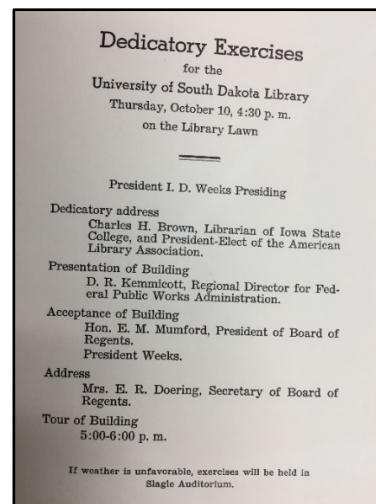 Dedicatory Exercises
for the
University of South Dakota Library
Thursday, October 10, 4:30 p. m.
on the Library Lawn
President I. D. Weeks Presiding
Dedicatory address
Charles H. Brown, Librarian of Iowa State
College, and President-Elect of the American
Library Association.
Presentation of Building
D. R. Kemmicott, Regional Director for Fed-
eral Public Works Administration.
Acceptance of Building
Hon. E. M. Mumford, President of Board of
Regents.
President Weeks.
Address
Mrs. E. R. Doering, Secretary of Board of
Regents.
Tour of Building
5:00-6:00 p. m.
If weather is unfavorable, exercises will be held in
Slagle Auditorium.